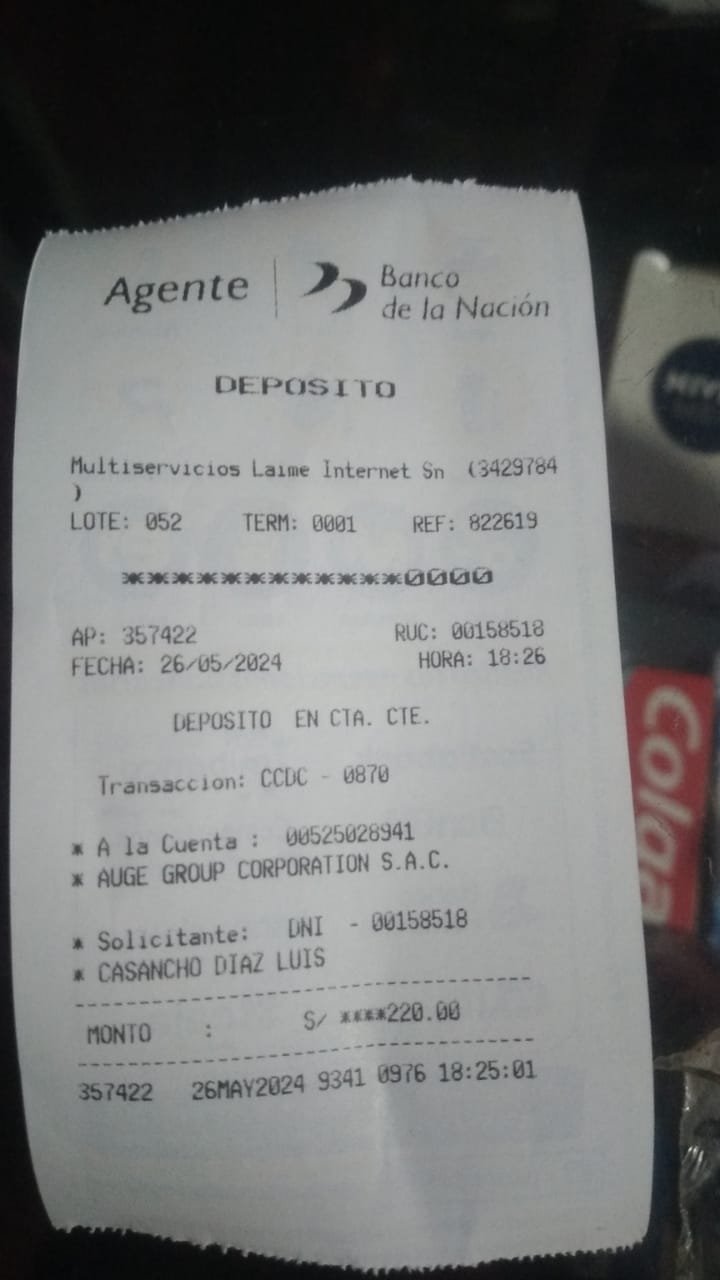 Agente
Banco
de la Nación
DEPOSITO
Multiservicios Laime Internet Sn (3429784
)
LOTE: 052 TERM: 0001 REF: 822619
************0000
AP: 357422 RUC: 00158518
FECHA: 26/05/2024 HORA: 18:26
DEPOSITO EN CTA. CTE.
Transaccion: CCDC - 0870
* A la Cuenta : 00525028941
* AUGE GROUP CORPORATION S.A.C.
* Solicitante: DNI - 00158518
* CASANCHO DIAZ LUIS
MONTO : S/ ****220.00
357422 26MAY2024 9341 0976 18:25:01